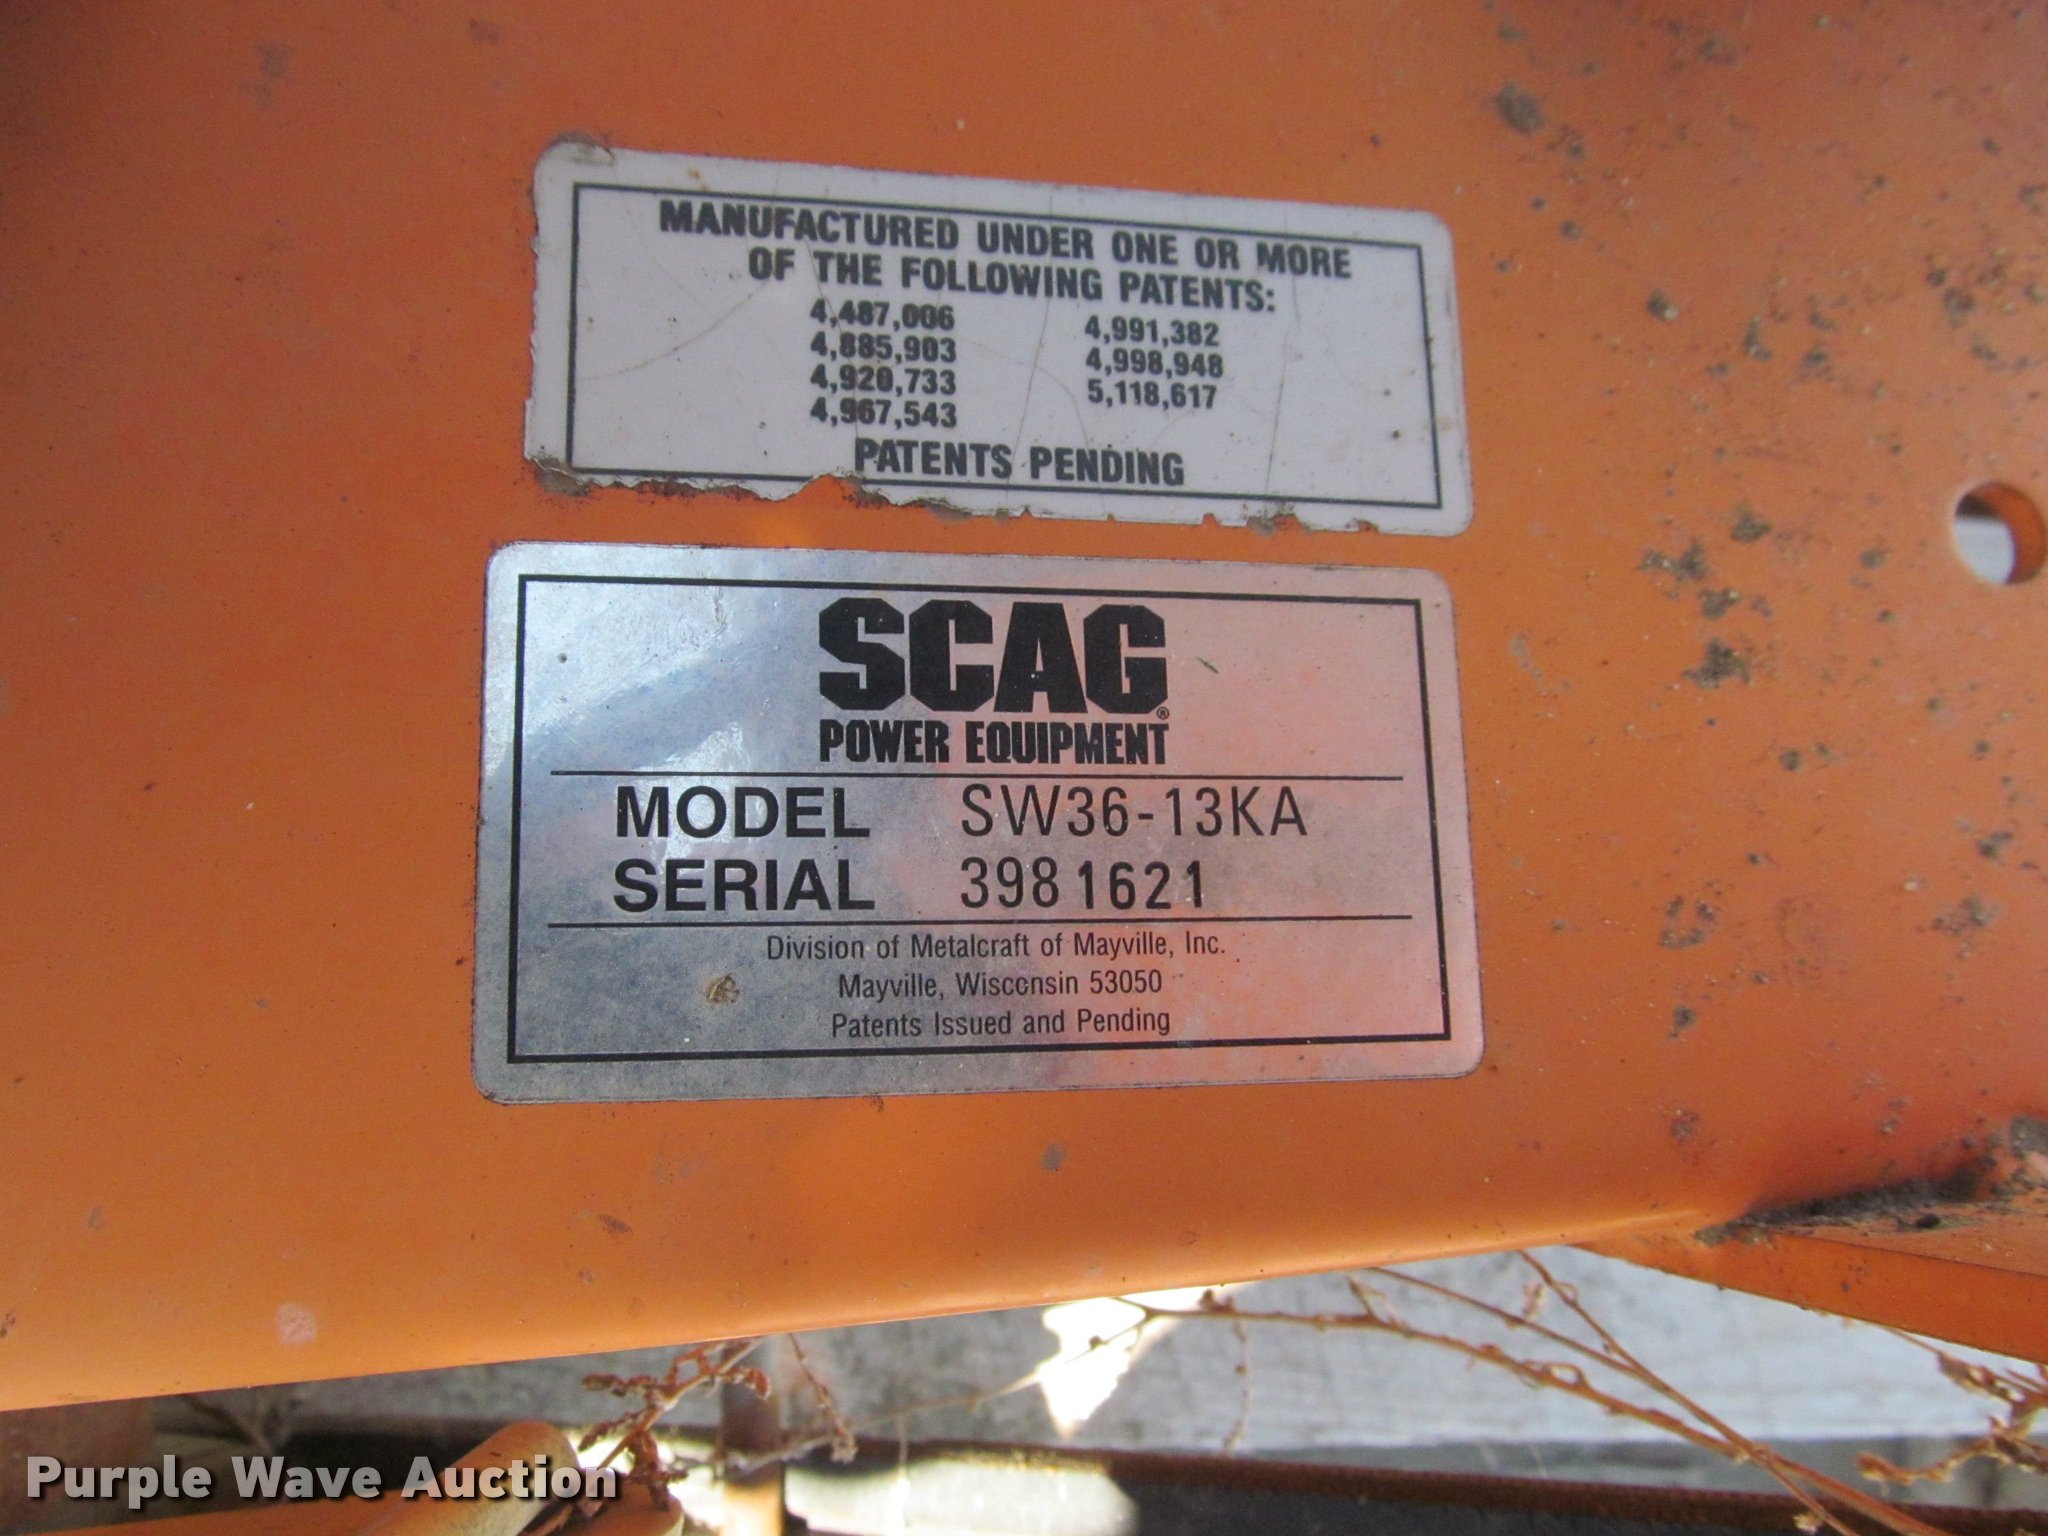 MANUFACTURED UNDER ONE OR MORE
OF THE FOLLOWING PATENTS:
4,487,006 4,991,382
4,885,903 4,998,948
4,920,733 5,118,617
4,967,543
PATENTS PENDING
SCAG®
POWER EQUIPMENT
MODEL SW36-13KA
SERIAL 3981621
Division of Metalcraft of Mayville, Inc.
Mayville, Wisconsin 53050
Patents Issued and Pending
Purple Wave Auction